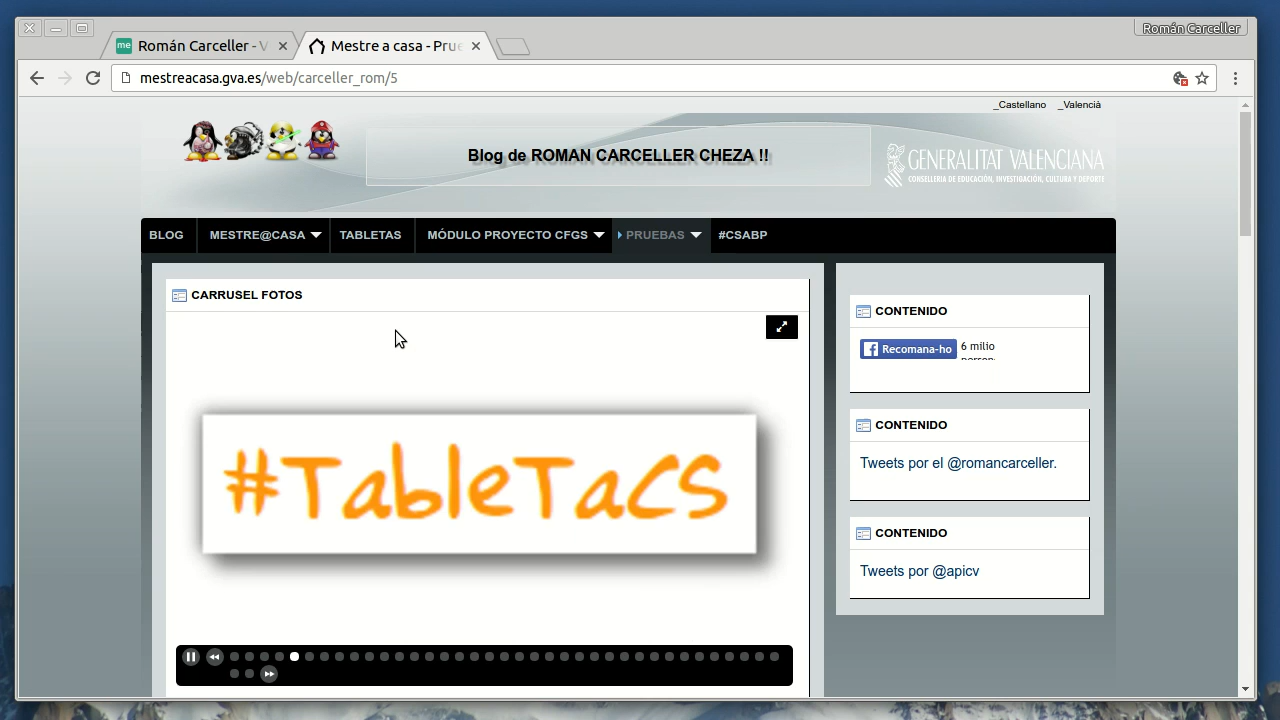 Román Carceller
me Román Carceller - V
Mestre a casa - Prue
mestreacasa.gva.es/web/carceller_rom/5
_Castellano _Valencià
Blog de ROMAN CARCELLER CHEZA !!
GENERALITAT VALENCIANA
CONSELLERIA DE EDUCACIÓN, INVESTIGACIÓN, CULTURA Y DEPORTE
BLOG MESTRE@CASA TABLETAS MÓDULO PROYECTO CFGS PRUEBAS #CSABP
CARRUSEL FOTOS
#TableTaCS
CONTENIDO
Recomana-ho 6 milio
person
CONTENIDO
Tweets por el @romancarceller.
CONTENIDO
Tweets por @apicv